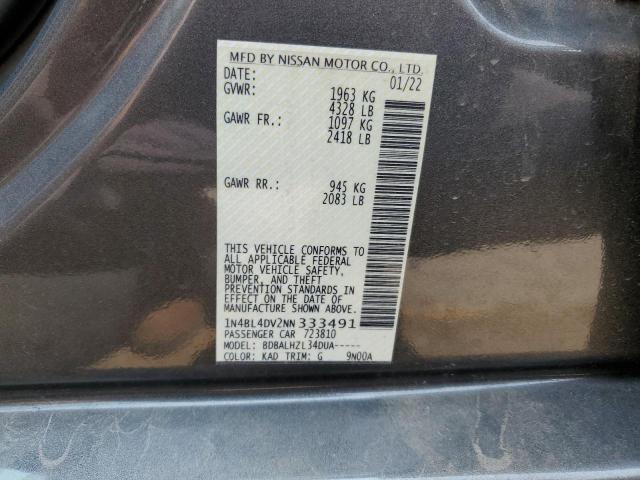 MFD BY NISSAN MOTOR CO., LTD.
DATE: 01/22
GVWR: 1963 KG
4328 LB
GAWR FR.: 1097 KG
2418 LB
GAWR RR.: 945 KG
2083 LB
THIS VEHICLE CONFORMS TO
ALL APPLICABLE FEDERAL
MOTOR VEHICLE SAFETY,
BUMPER, AND THEFT
PREVENTION STANDARDS IN
EFFECT ON THE DATE OF
MANUFACTURE SHOWN ABOVE.
1N4BL4DV2NN333491
PASSENGER CAR 723810
MODEL: BDBALHZL34DUA-----
COLOR: KAD TRIM: G 9N00A